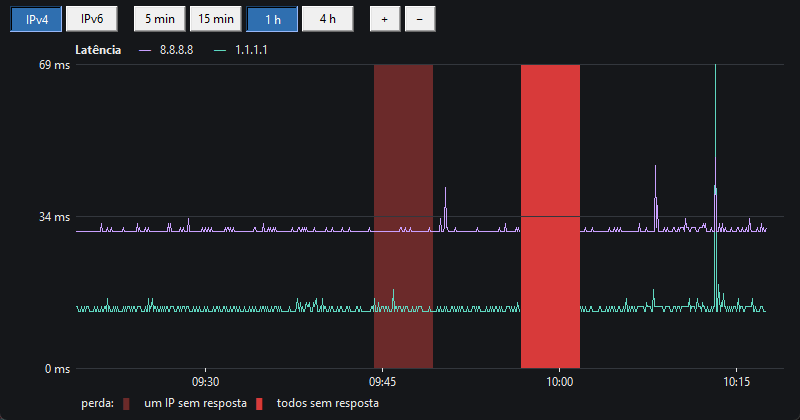 IPv4 IPv6 5 min 15 min 1 h 4 h + −
Latência 8.8.8.8 1.1.1.1
69 ms
34 ms
0 ms
09:30 09:45 10:00 10:15
perda: um IP sem resposta todos sem resposta